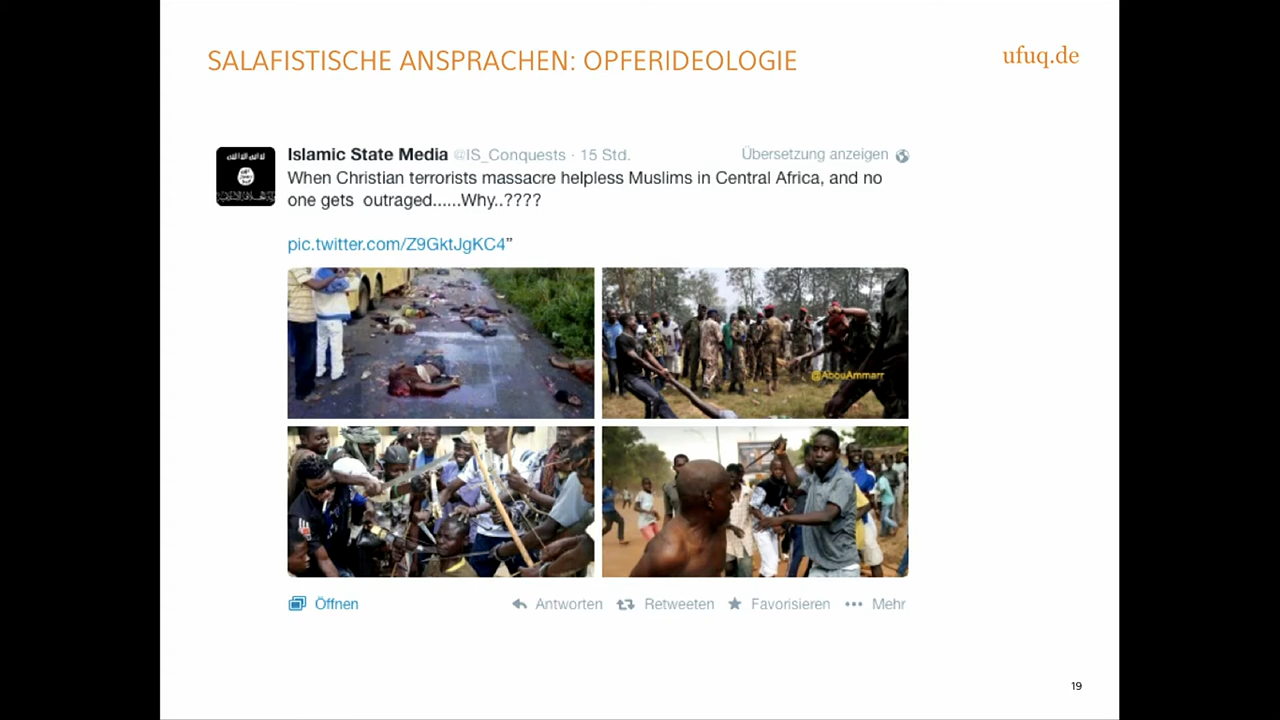 SALAFISTISCHE ANSPRACHEN: OPFERIDEOLOGIE
ufuq.de
Islamic State Media @IS_Conquests · 15 Std.
Übersetzung anzeigen
When Christian terrorists massacre helpless Muslims in Central Africa, and no
one gets outraged......Why..????
pic.twitter.com/Z9GktJgKC4”
@AbouAmmarr
Öffnen
Antworten
Retweeten
Favorisieren
Mehr
19